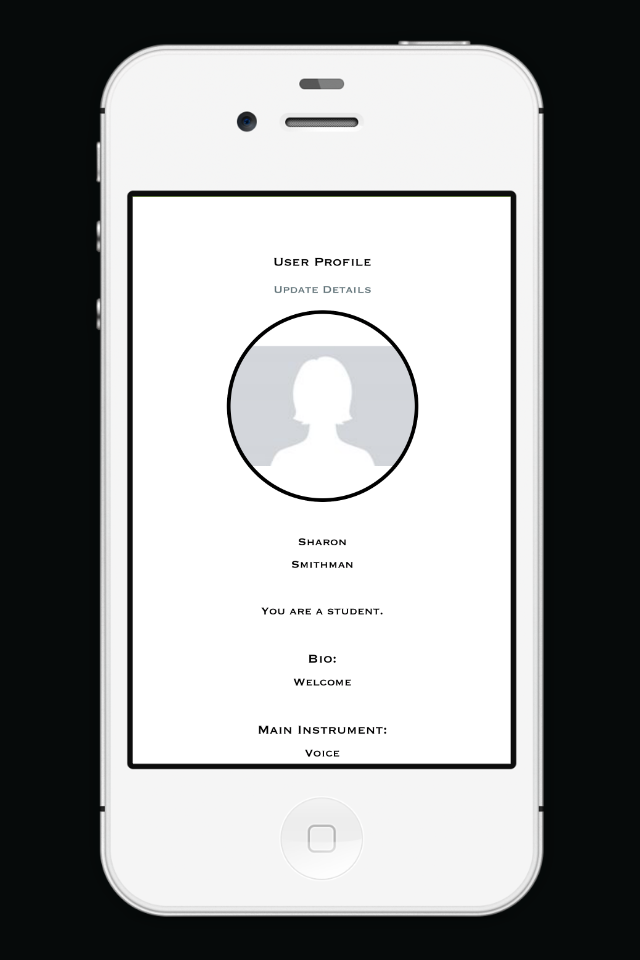 User Profile
Update Details
Sharon
Smithman
You are a student.
Bio:
Welcome
Main Instrument:
Voice